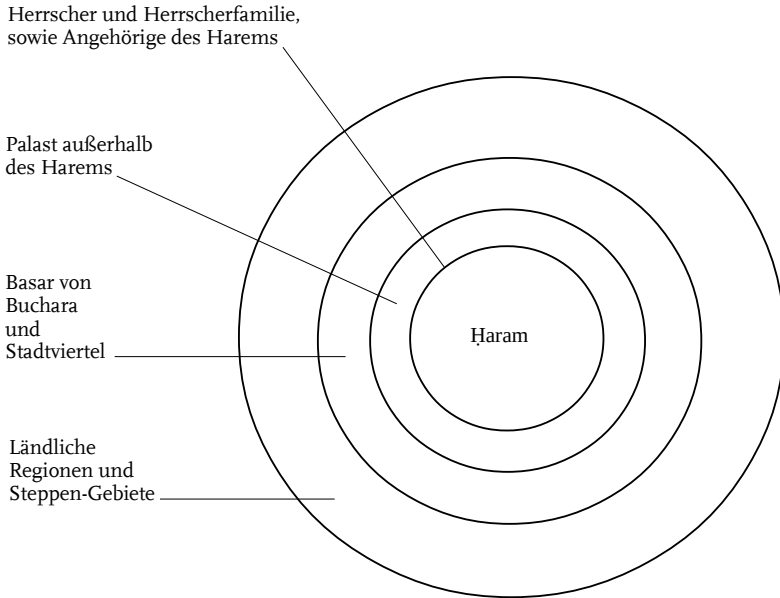 Herrscher und Herrscherfamilie,
sowie Angehörige des Harems
Palast außerhalb
des Harems
Basar von
Buchara
und
Stadtviertel
Ḥaram
Ländliche
Regionen und
Steppen-Gebiete